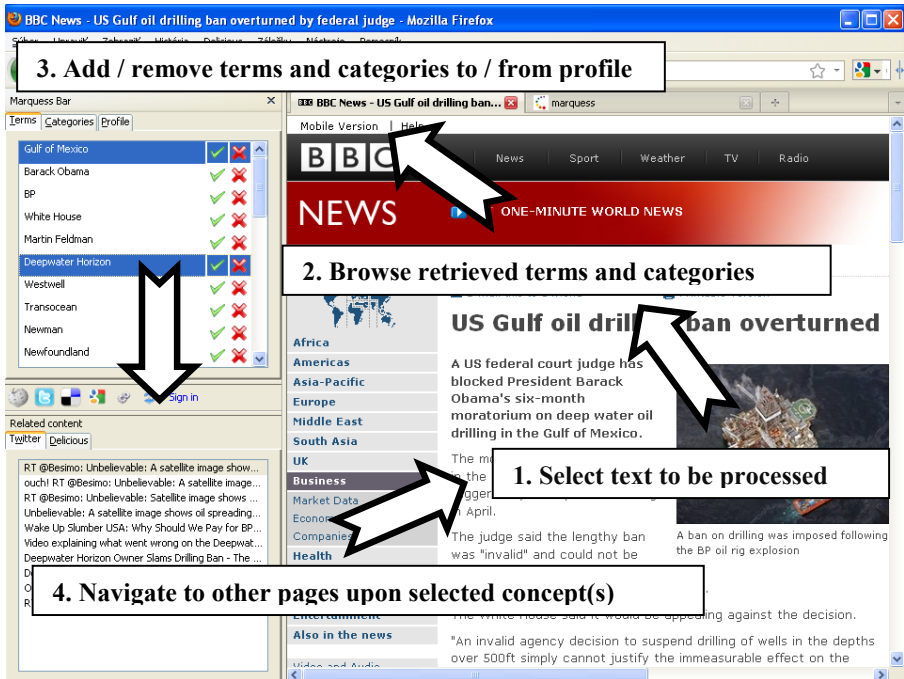 BBC News - US Gulf oil drilling ban overturned by federal judge - Mozilla Firefox
3. Add / remove terms and categories to / from profile
Marquess Bar
Terms Categories Profile
Gulf of Mexico
Barack Obama
BP
White House
Martin Feldman
Deepwater Horizon
Westwell
Transocean
Newman
Newfoundland
Sign in
Related content
Twitter Delicious
RT @Besimo: Unbelievable: A satellite image show...
ouch! RT @Besimo: Unbelievable: A satellite image...
RT @Besimo: Unbelievable: Satellite image shows ...
Unbelievable: A satellite image shows oil spreading...
Wake Up Slumber USA: Why Should We Pay for BP...
Video explaining what went wrong on the Deepwat...
Deepwater Horizon Owner Slams Drilling Ban - The ...
4. Navigate to other pages upon selected concept(s)
BBC News - US Gulf oil drilling ban... marquess
Mobile Version | Help
BBC News Sport Weather TV Radio
NEWS ONE-MINUTE WORLD NEWS
2. Browse retrieved terms and categories
Africa
Americas
Asia-Pacific
Europe
Middle East
South Asia
UK
Business
Market Data
Companies
Health
Entertainment
Also in the news
Video and Audio
US Gulf oil ban overturned
A US federal court judge has
blocked President Barack
Obama's six-month
moratorium on deep water oil
drilling in the Gulf of Mexico.
The
in the
1. Select text to be processed
in April.
The judge said the lengthy ban
was "invalid" and could not be
The White House said it would be appealing against the decision.
"An invalid agency decision to suspend drilling of wells in the depths
over 500ft simply cannot justify the immeasurable effect on the
A ban on drilling was imposed following
the BP oil rig explosion